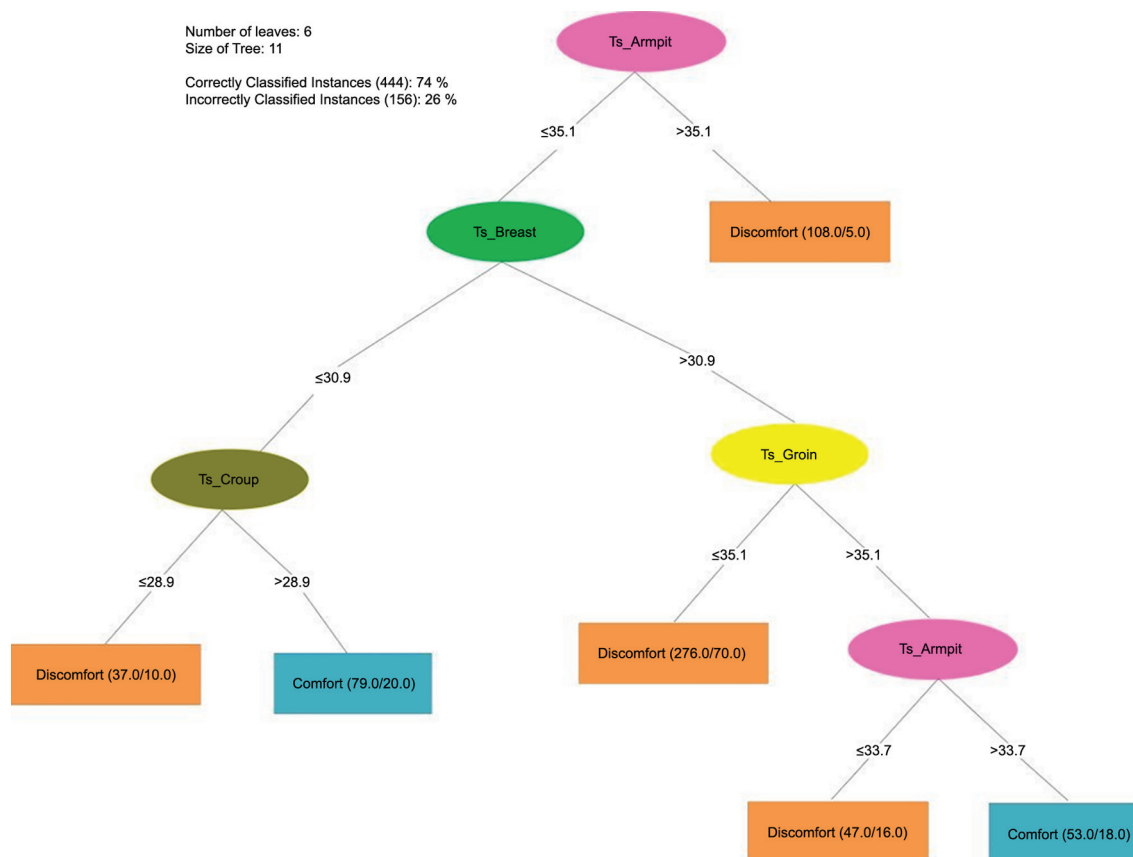 Number of leaves: 6
Size of Tree: 11
Correctly Classified Instances (444): 74 %
Incorrectly Classified Instances (156): 26 %
Ts_Armpit
≤35.1
>35.1
Ts_Breast
Discomfort (108.0/5.0)
≤30.9
>30.9
Ts_Croup
Ts_Groin
≤28.9
>28.9
≤35.1
>35.1
Discomfort (37.0/10.0)
Comfort (79.0/20.0)
Discomfort (276.0/70.0)
Ts_Armpit
≤33.7
>33.7
Discomfort (47.0/16.0)
Comfort (53.0/18.0)